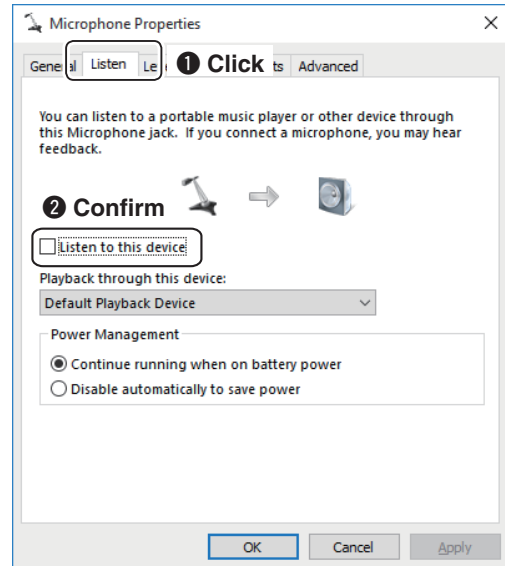 Microphone Properties
General Listen Le ❶ Click ts Advanced
You can listen to a portable music player or other device through
this Microphone jack. If you connect a microphone, you may hear
feedback.
❷ Confirm
Listen to this device
Playback through this device:
Default Playback Device
Power Management
Continue running when on battery power
Disable automatically to save power
OK Cancel Apply